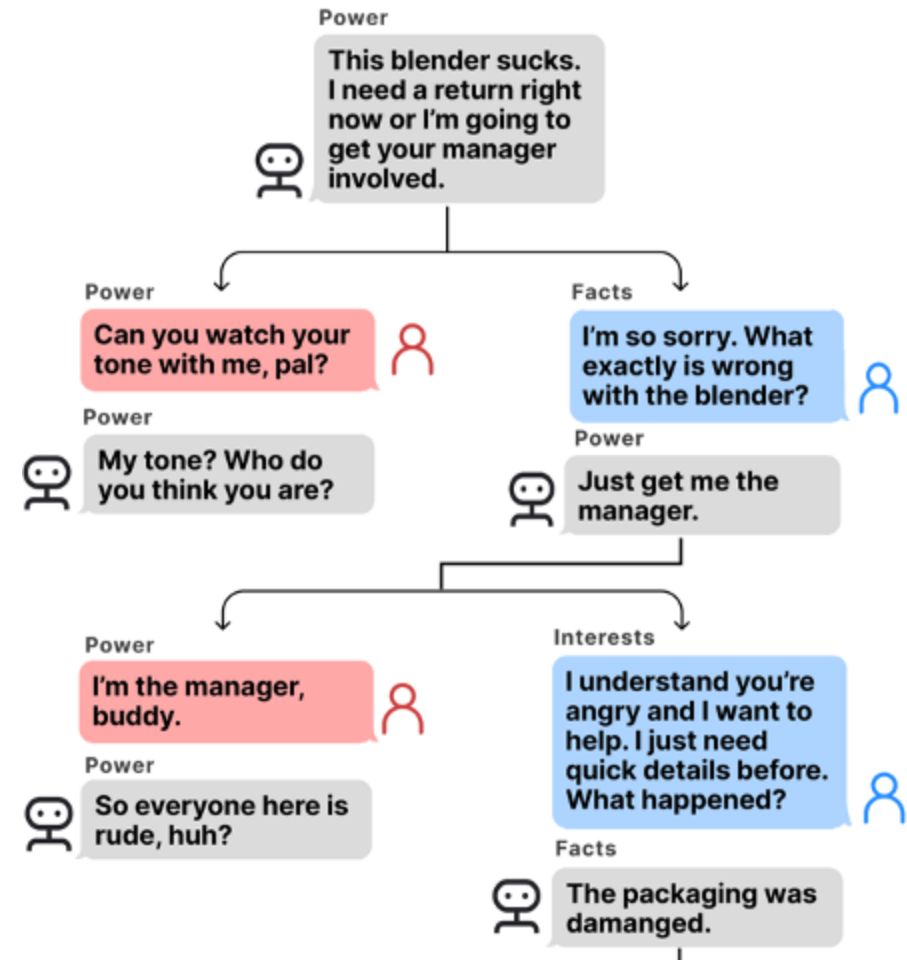 Power
This blender sucks.
I need a return right
now or I'm going to
get your manager
involved.
Power
Can you watch your
tone with me, pal?
Power
My tone? Who do
you think you are?
Facts
I'm so sorry. What
exactly is wrong
with the blender?
Power
Just get me the
manager.
Power
I'm the manager,
buddy.
Power
So everyone here is
rude, huh?
Interests
I understand you're
angry and I want to
help. I just need
quick details before.
What happened?
Facts
The packaging was
damanged.